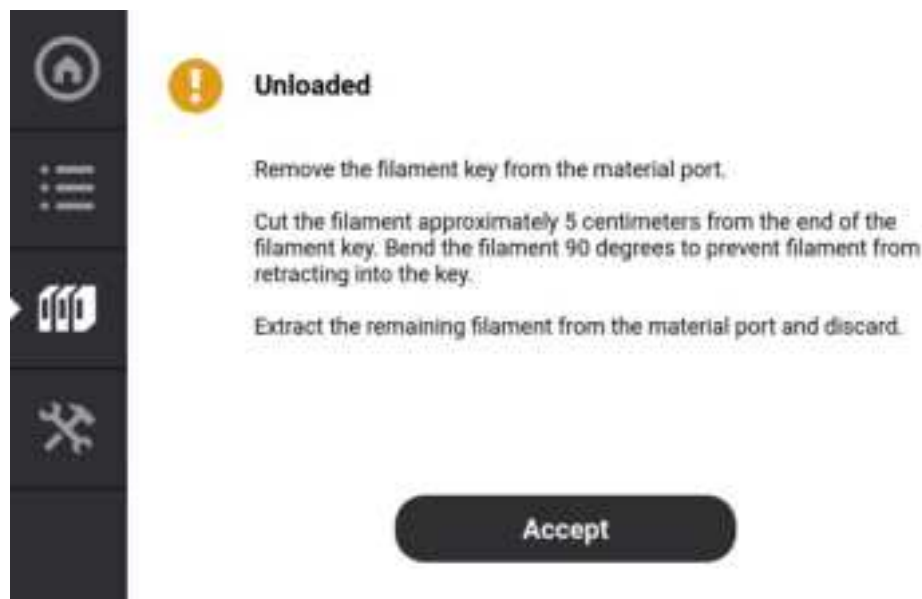 Unloaded
Remove the filament key from the material port.
Cut the filament approximately 5 centimeters from the end of the
filament key. Bend the filament 90 degrees to prevent filament from
retracting into the key.
Extract the remaining filament from the material port and discard.
Accept